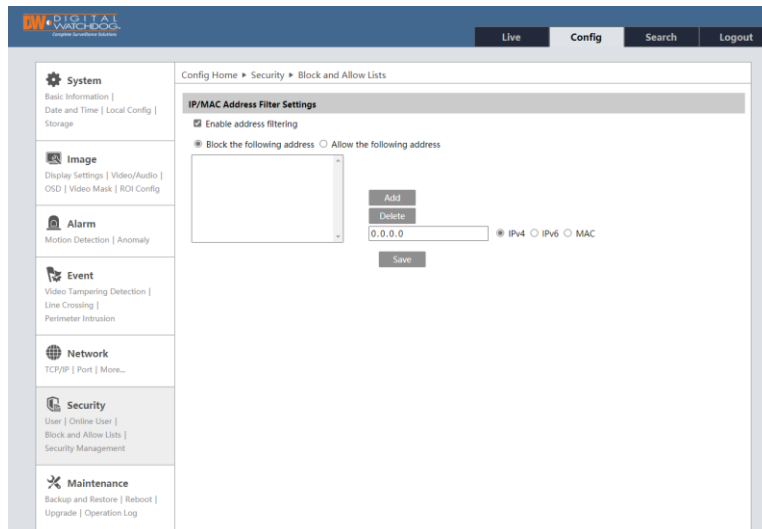 DW DIGITAL
WATCHDOG.
Complete Surveillance Solutions
Live Config Search Logout
System
Basic Information |
Date and Time | Local Config |
Storage
Image
Display Settings | Video/Audio |
OSD | Video Mask | ROI Config
Alarm
Motion Detection | Anomaly
Event
Video Tampering Detection |
Line Crossing |
Perimeter Intrusion
Network
TCP/IP | Port | More...
Security
User | Online User |
Block and Allow Lists |
Security Management
Maintenance
Backup and Restore | Reboot |
Upgrade | Operation Log
Config Home ▸ Security ▸ Block and Allow Lists
IP/MAC Address Filter Settings
Enable address filtering
Block the following address Allow the following address
Add
Delete
0.0.0.0 IPv4 IPv6 MAC
Save